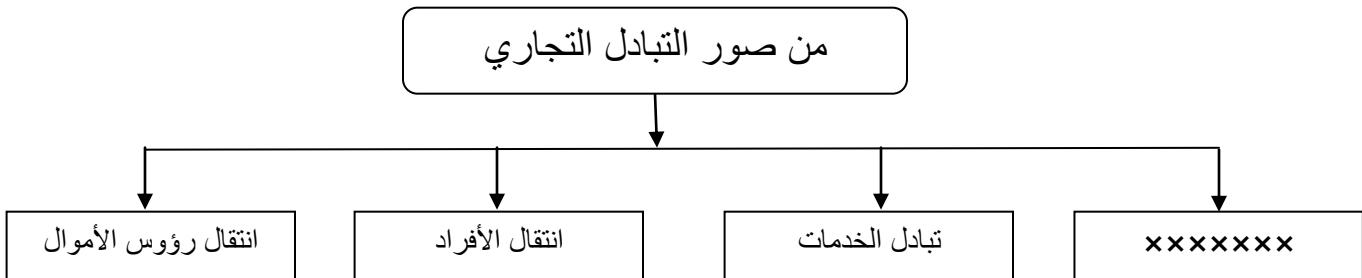 من صور التبادل التجاري
×××××××
تبادل الخدمات
انتقال الأفراد
انتقال رؤوس الأموال